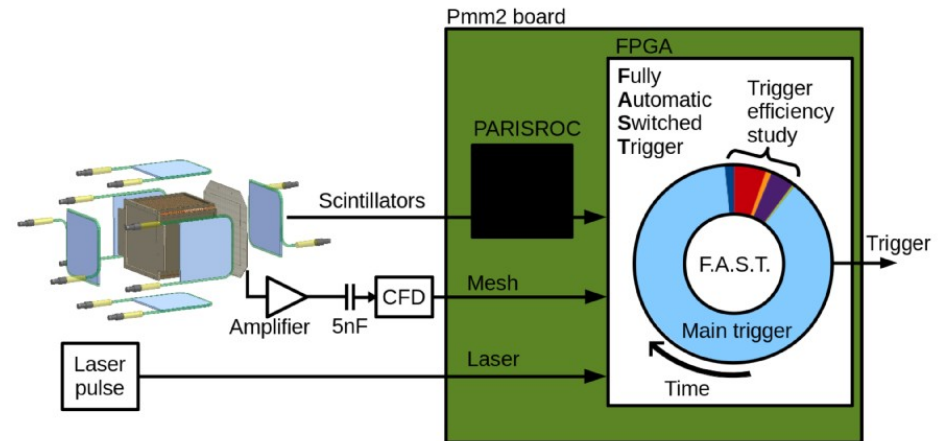 Pmm2 board
FPGA
Fully
Automatic
Switched
Trigger
Trigger
efficiency
study
PARISROC
Scintillators
Trigger
F.A.S.T.
Mesh
CFD
Amplifier
5nF
Main trigger
Laser
pulse
Laser
Time